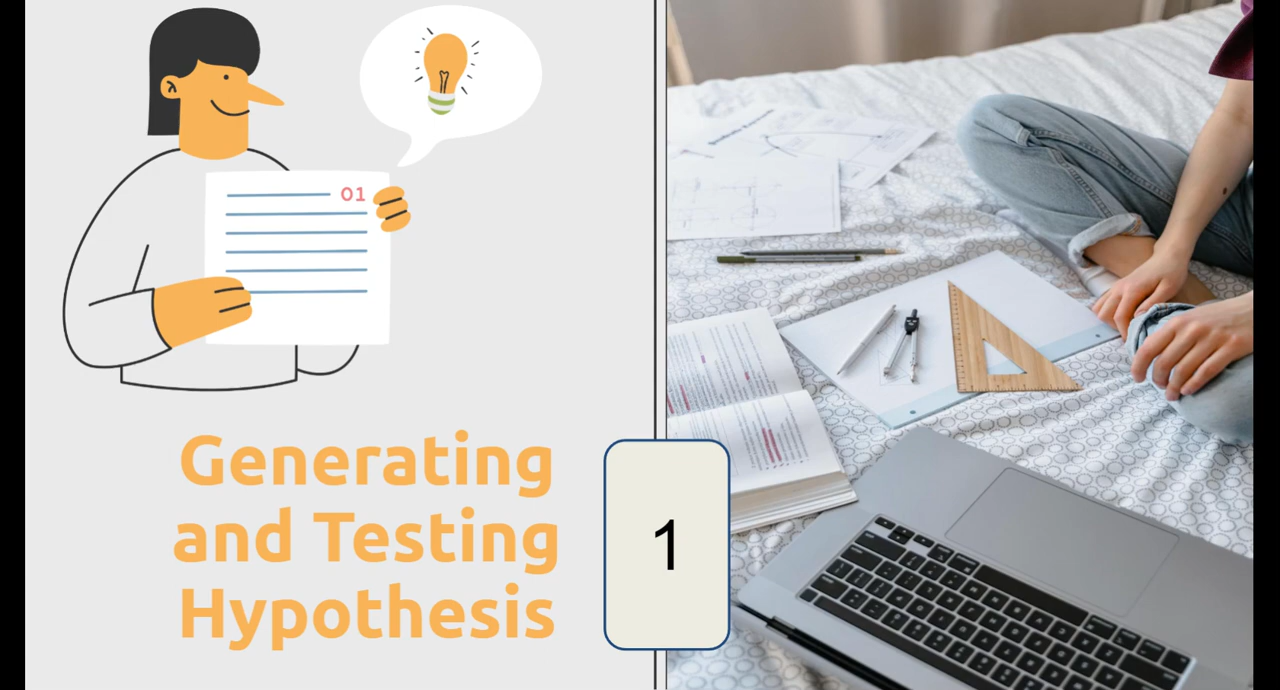 01
Generating
and Testing
Hypothesis
1